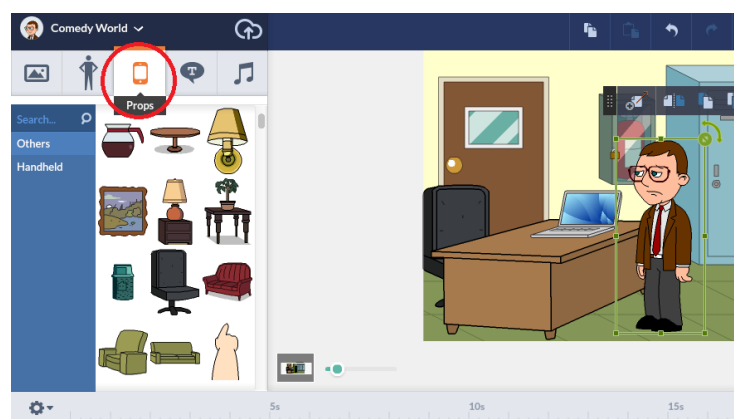 Comedy World
T
Props
Search...
Others
Handheld
5s
10s
15s